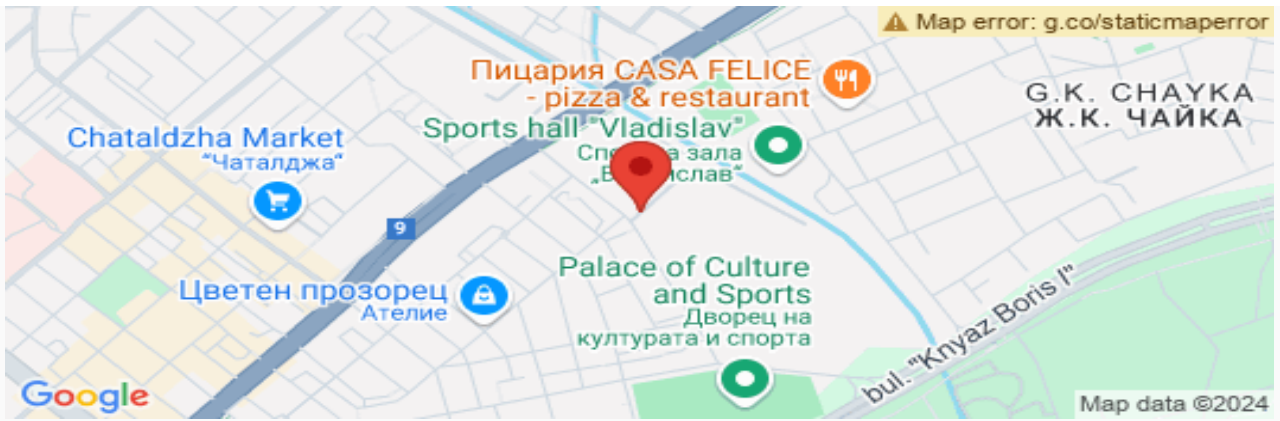 Map error: g.co/staticmaperror
Пицария CASA FELICE
- pizza & restaurant
G.K. CHAYKA
Ж.К. ЧАЙКА
Chataldzha Market
"Чаталджа"
Sports hall "Vladislav"
зала
9
Цветен прозорец
Ателие
Palace of Culture
and Sports
Дворец на
културата и спорта
bul. "Knyaz Boris I"
Google
Map data ©2024